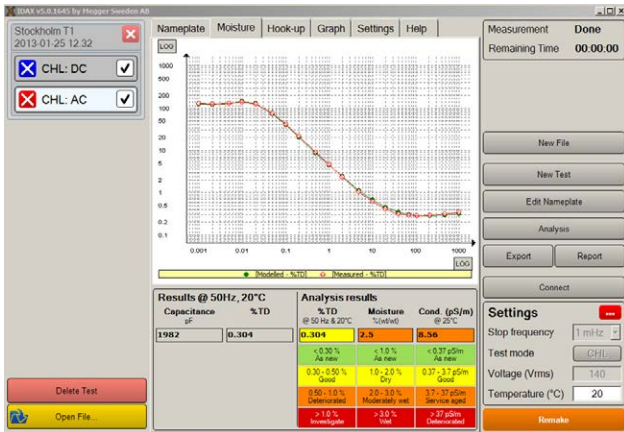 IDAX v5.0.1645 by Megger Sweden AB
Stockholm T1
2013-01-25 12.32
CHL: DC
CHL: AC
Delete Test
Open File...
Nameplate Moisture Hook-up Graph Settings Help
LOG
1000
500
200
100
50
20
10
5
2
1
0.5
0.2
0.1
0.001 0.01 0.1 1 10 100 1000
LOG
[Modelled - %TD] [Measured - %TD]
Results @ 50Hz, 20°C
Capacitance %TD
pF
1982 0.304
Analysis results
%TD Moisture Cond. (pS/m)
@ 50 Hz & 20°C %(wt/wt) @ 25°C
0.304 2.5 8.56
< 0.30 % < 1.0 % < 0.37 pS/m
As new As new As new
0.30 - 0.50 % 1.0 - 2.0 % 0.37 - 3.7 pS/m
Good Dry Good
0.50 - 1.0 % 2.0 - 3.0 % 3.7 - 37 pS/m
Deteriorated Moderately wet Service aged
> 1.0 % > 3.0 % > 37 pS/m
Investigate Wet Deteriorated
Measurement Done
Remaining Time 00:00:00
New File
New Test
Edit Nameplate
Analysis
Export Report
Connect
Settings
Stop frequency 1 mHz
Test mode CHL
Voltage (Vrms) 140
Temperature (°C) 20
Remake